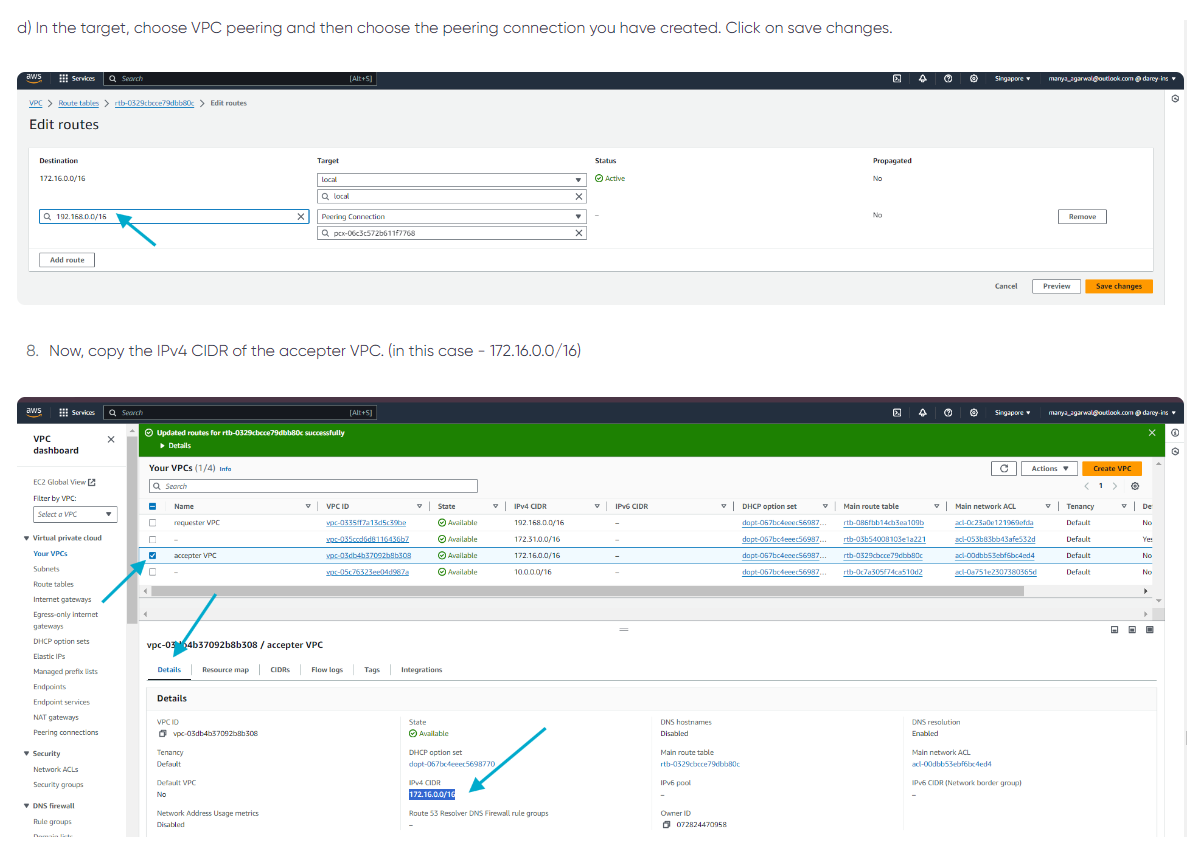 d) In the target, choose VPC peering and then choose the peering connection you have created. Click on save changes.
aws Services Search [Alt+S] Singapore manya_agarwal@outlook.com @ darey-ins
VPC > Route tables > rtb-0329cbcce79dbb80c > Edit routes
Edit routes
Destination Target Status Propagated
172.16.0.0/16 local Active No
local
192.168.0.0/16 Peering Connection – No Remove
pcx-06c3c572b611f7768
Add route
Cancel Preview Save changes
8. Now, copy the IPv4 CIDR of the accepter VPC. (in this case - 172.16.0.0/16)
aws Services Search [Alt+S] Singapore manya_agarwal@outlook.com @ darey-ins
VPC dashboard
EC2 Global View
Filter by VPC:
Select a VPC
Virtual private cloud
Your VPCs
Subnets
Route tables
Internet gateways
Egress-only internet gateways
DHCP option sets
Elastic IPs
Managed prefix lists
Endpoints
Endpoint services
NAT gateways
Peering connections
Security
Network ACLs
Security groups
DNS firewall
Rule groups
Domain lists
Updated routes for rtb-0329cbcce79dbb80c successfully
Details
Your VPCs (1/4) Info Actions Create VPC
Search 1
Name VPC ID State IPv4 CIDR IPv6 CIDR DHCP option set Main route table Main network ACL Tenancy De
requester VPC vpc-0335ff7a13d5c39be Available 192.168.0.0/16 – dopt-067bc4eeec56987... rtb-086fbb14cb3ea109b acl-0c23a0e121969efda Default No
– vpc-035ccd6d8116436b7 Available 172.31.0.0/16 – dopt-067bc4eeec56987... rtb-03b54008103e1a221 acl-053b83bb43afe532d Default Yes
accepter VPC vpc-03db4b37092b8b308 Available 172.16.0.0/16 – dopt-067bc4eeec56987... rtb-0329cbcce79dbb80c acl-00dbb53ebf6bc4ed4 Default No
– vpc-05c76323ee04d987a Available 10.0.0.0/16 – dopt-067bc4eeec56987... rtb-0c7a305f74ca510d2 acl-0a751e2307380365d Default No
vpc-03db4b37092b8b308 / accepter VPC
Details Resource map CIDRs Flow logs Tags Integrations
Details
VPC ID State DNS hostnames DNS resolution
vpc-03db4b37092b8b308 Available Disabled Enabled
Tenancy DHCP option set Main route table Main network ACL
Default dopt-067bc4eeec5698770 rtb-0329cbcce79dbb80c acl-00dbb53ebf6bc4ed4
Default VPC IPv4 CIDR IPv6 pool IPv6 CIDR (Network border group)
No 172.16.0.0/16 – –
Network Address Usage metrics Route 53 Resolver DNS Firewall rule groups Owner ID
Disabled – 072824470958